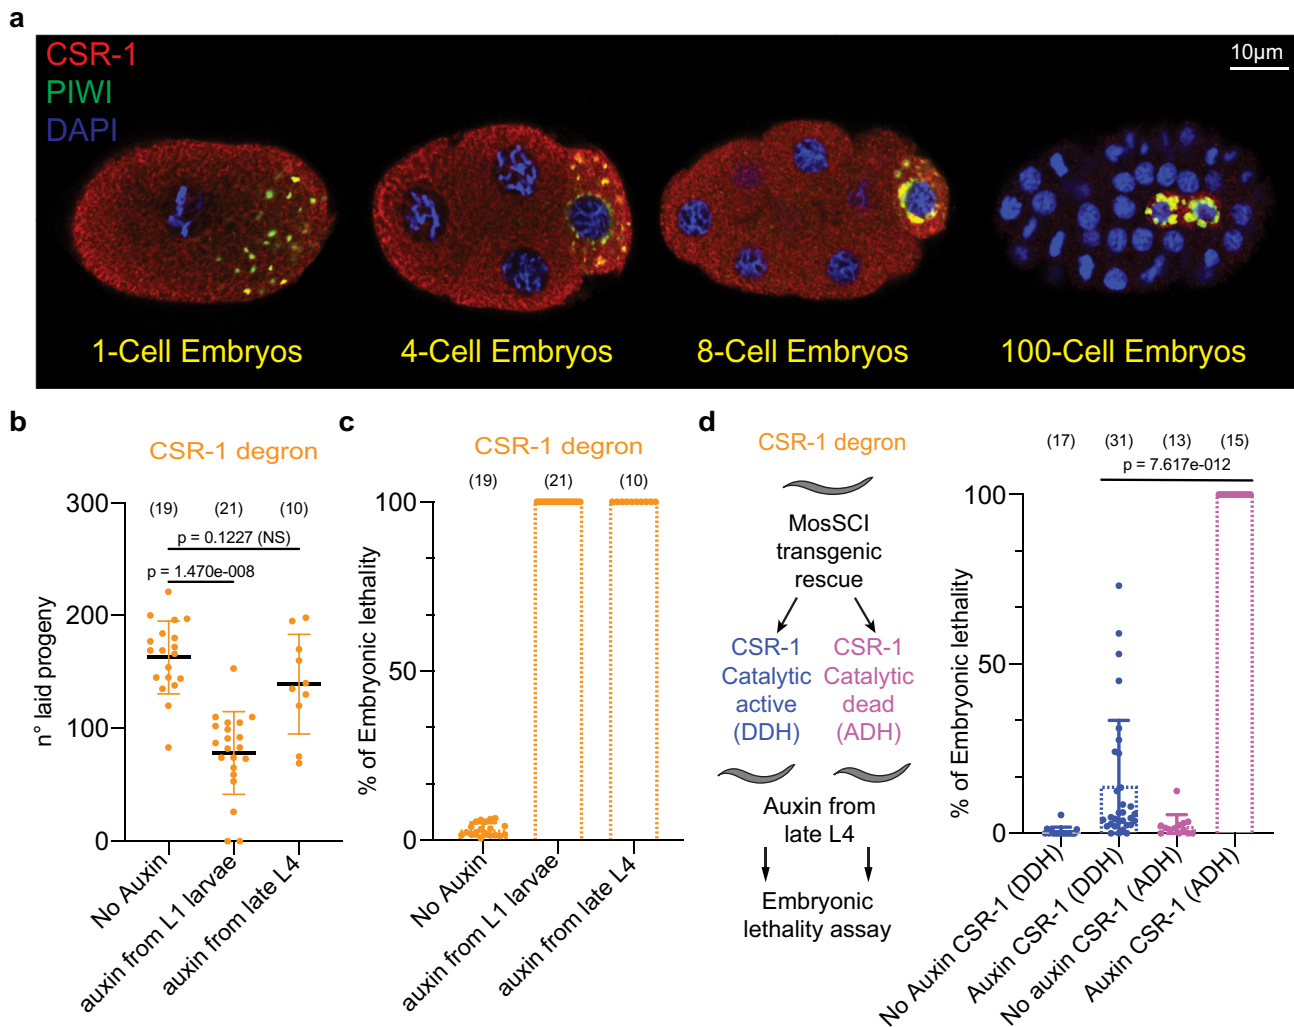 a
CSR-1
PIWI
DAPI
10µm
1-Cell Embryos
4-Cell Embryos
8-Cell Embryos
100-Cell Embryos
b
CSR-1 degron
n° laid progeny
300
200
100
0
(19)
(21)
(10)
p = 0.1227 (NS)
p = 1.470e-008
No Auxin
auxin from L1 larvae
auxin from late L4
c
CSR-1 degron
% of Embryonic lethality
100
50
0
(19)
(21)
(10)
No Auxin
auxin from L1 larvae
auxin from late L4
d
CSR-1 degron
MosSCI
transgenic
rescue
CSR-1
Catalytic
active
(DDH)
CSR-1
Catalytic
dead
(ADH)
Auxin from
late L4
Embryonic
lethality assay
% of Embryonic lethality
100
50
0
(17)
(31)
(13)
(15)
p = 7.617e-012
No Auxin CSR-1 (DDH)
Auxin CSR-1 (DDH)
No auxin CSR-1 (ADH)
Auxin CSR-1 (ADH)